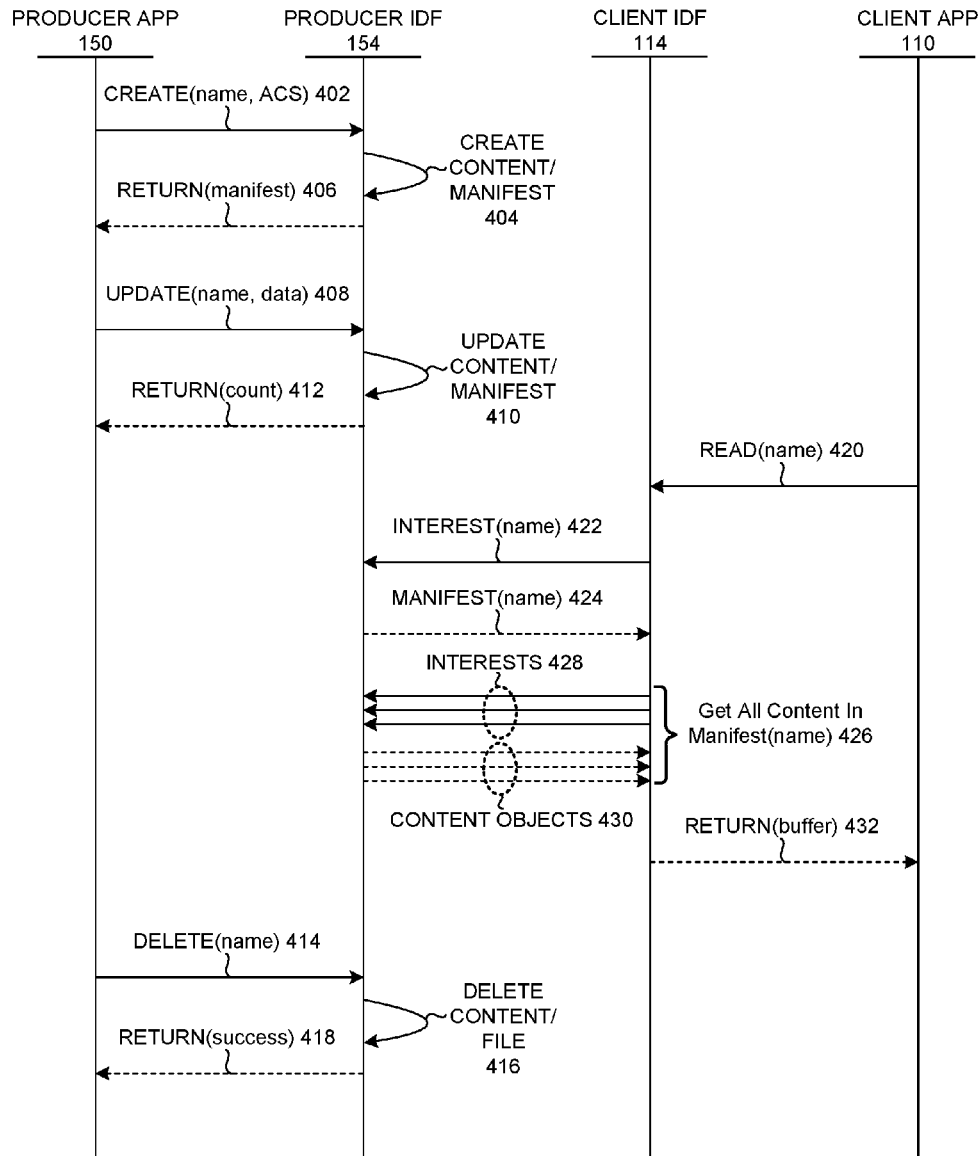 PRODUCER APP
150
PRODUCER IDF
154
CLIENT IDF
114
CLIENT APP
110
CREATE(name, ACS) 402
CREATE
CONTENT/
MANIFEST
404
RETURN(manifest) 406
UPDATE(name, data) 408
UPDATE
CONTENT/
MANIFEST
410
RETURN(count) 412
READ(name) 420
INTEREST(name) 422
MANIFEST(name) 424
INTERESTS 428
Get All Content In
Manifest(name) 426
CONTENT OBJECTS 430
RETURN(buffer) 432
DELETE(name) 414
DELETE
CONTENT/
FILE
416
RETURN(success) 418